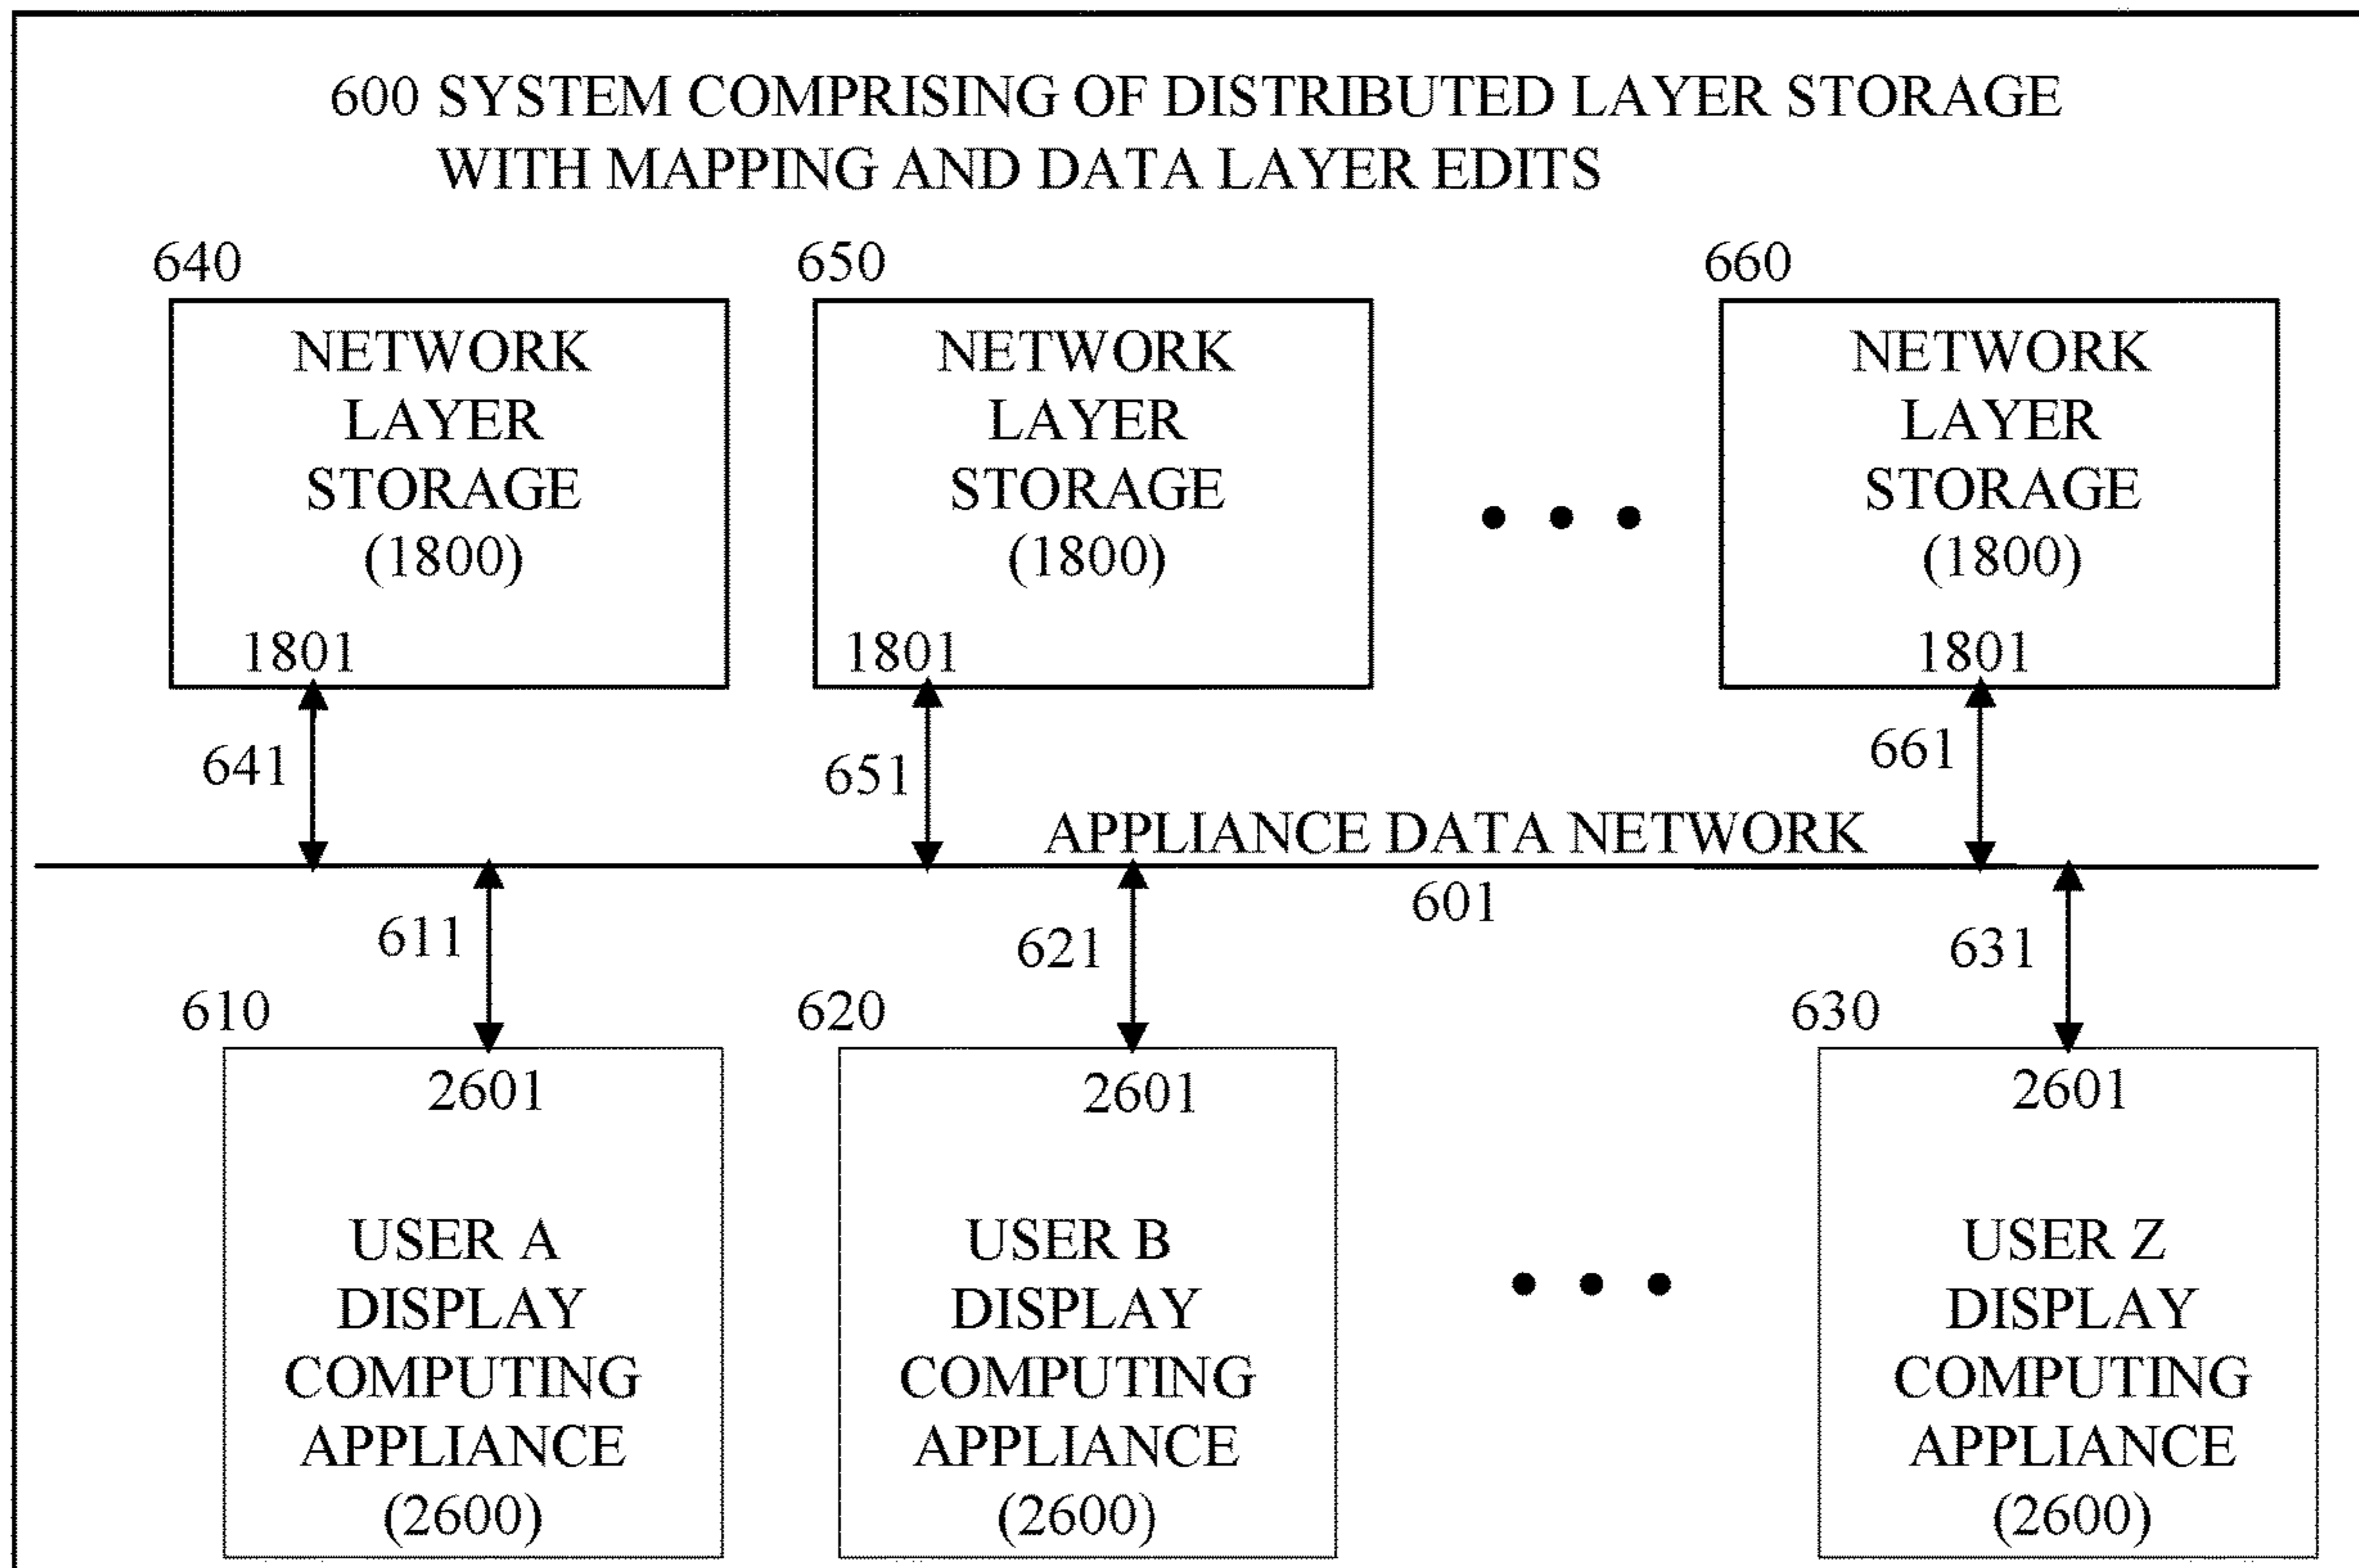 600 SYSTEM COMPRISING OF DISTRIBUTED LAYER STORAGE
WITH MAPPING AND DATA LAYER EDITS
640
NETWORK
LAYER
STORAGE
(1800)
1801
650
NETWORK
LAYER
STORAGE
(1800)
1801
660
NETWORK
LAYER
STORAGE
(1800)
1801
641
651
661
APPLIANCE DATA NETWORK
601
611
621
631
610
2601
USER A
DISPLAY
COMPUTING
APPLIANCE
(2600)
620
2601
USER B
DISPLAY
COMPUTING
APPLIANCE
(2600)
630
2601
USER Z
DISPLAY
COMPUTING
APPLIANCE
(2600)